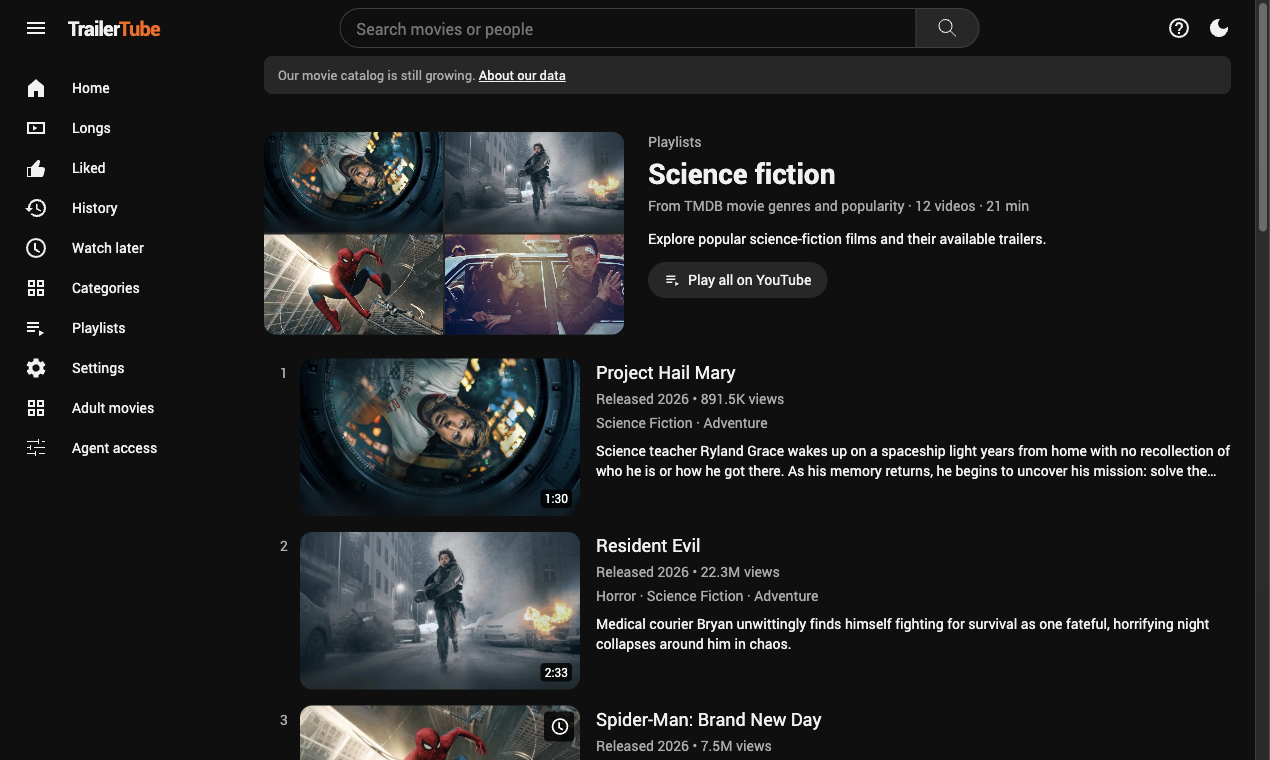 TrailerTube
Search movies or people
Home
Longs
Liked
History
Watch later
Categories
Playlists
Settings
Adult movies
Agent access
Our movie catalog is still growing. About our data
Playlists
Science fiction
From TMDB movie genres and popularity · 12 videos · 21 min
Explore popular science-fiction films and their available trailers.
Play all on YouTube
1
1:30
Project Hail Mary
Released 2026 • 891.5K views
Science Fiction · Adventure
Science teacher Ryland Grace wakes up on a spaceship light years from home with no recollection of
who he is or how he got there. As his memory returns, he begins to uncover his mission: solve the…
2
2:33
Resident Evil
Released 2026 • 22.3M views
Horror · Science Fiction · Adventure
Medical courier Bryan unwittingly finds himself fighting for survival as one fateful, horrifying night
collapses around him in chaos.
3
Spider-Man: Brand New Day
Released 2026 • 7.5M views